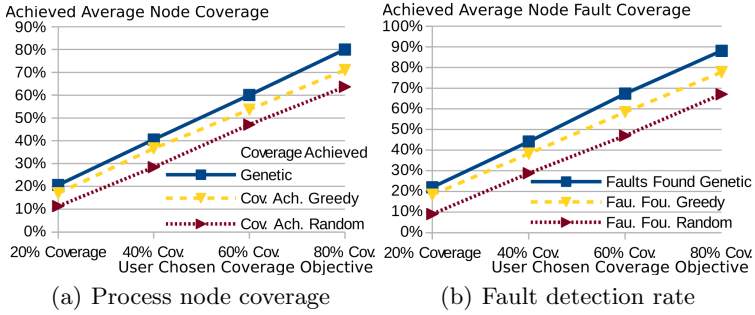 Achieved Average Node Coverage
90%
80%
70%
60%
50%
40%
30%
20%
10%
0%
Coverage Achieved
Genetic
Cov. Ach. Greedy
Cov. Ach. Random
20% Coverage 40% Cov. 60% Cov. 80% Cov.
User Chosen Coverage Objective
(a) Process node coverage
Achieved Average Node Fault Coverage
100%
90%
80%
70%
60%
50%
40%
30%
20%
10%
0%
Faults Found Genetic
Fau. Fou. Greedy
Fau. Fou. Random
20% Coverage 40% Cov. 60% Cov. 80% Cov.
User Chosen Coverage Objective
(b) Fault detection rate